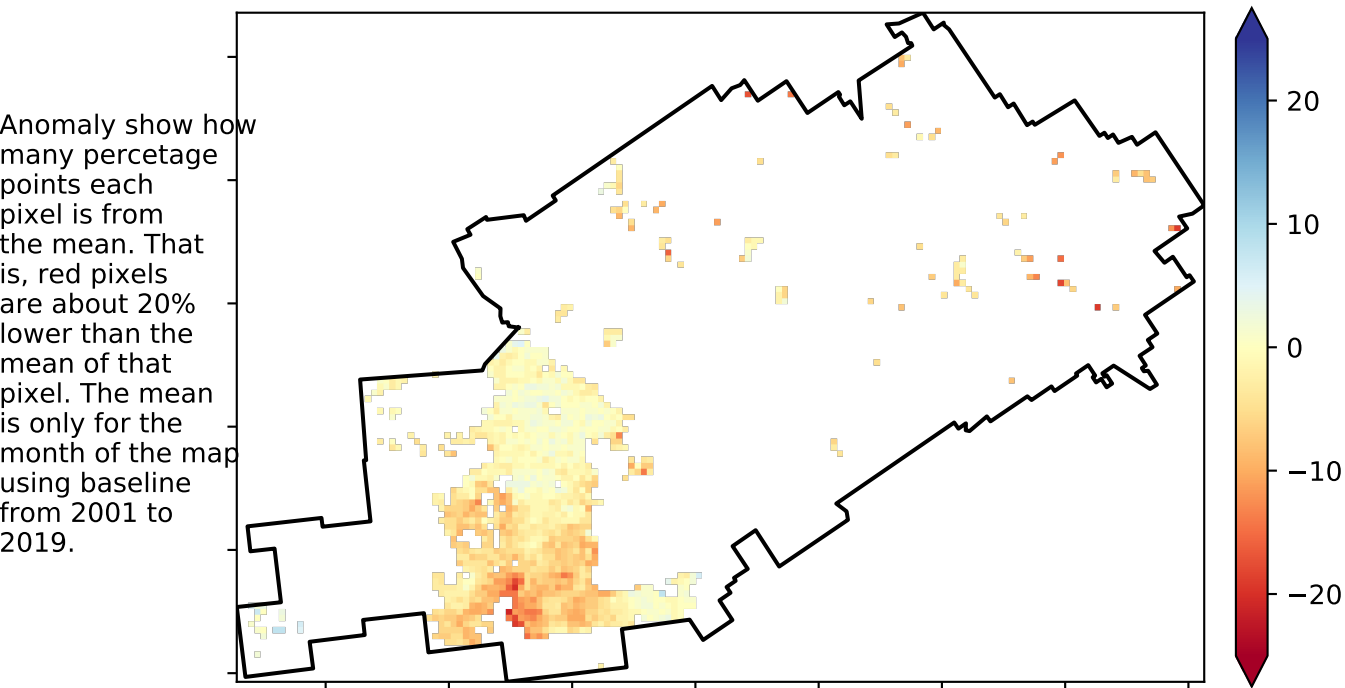 Anomaly show how
many percetage
points each
pixel is from
the mean. That
is, red pixels
are about 20%
lower than the
mean of that
pixel. The mean
is only for the
month of the map
using baseline
from 2001 to
2019.
20
10
0
−10
−20